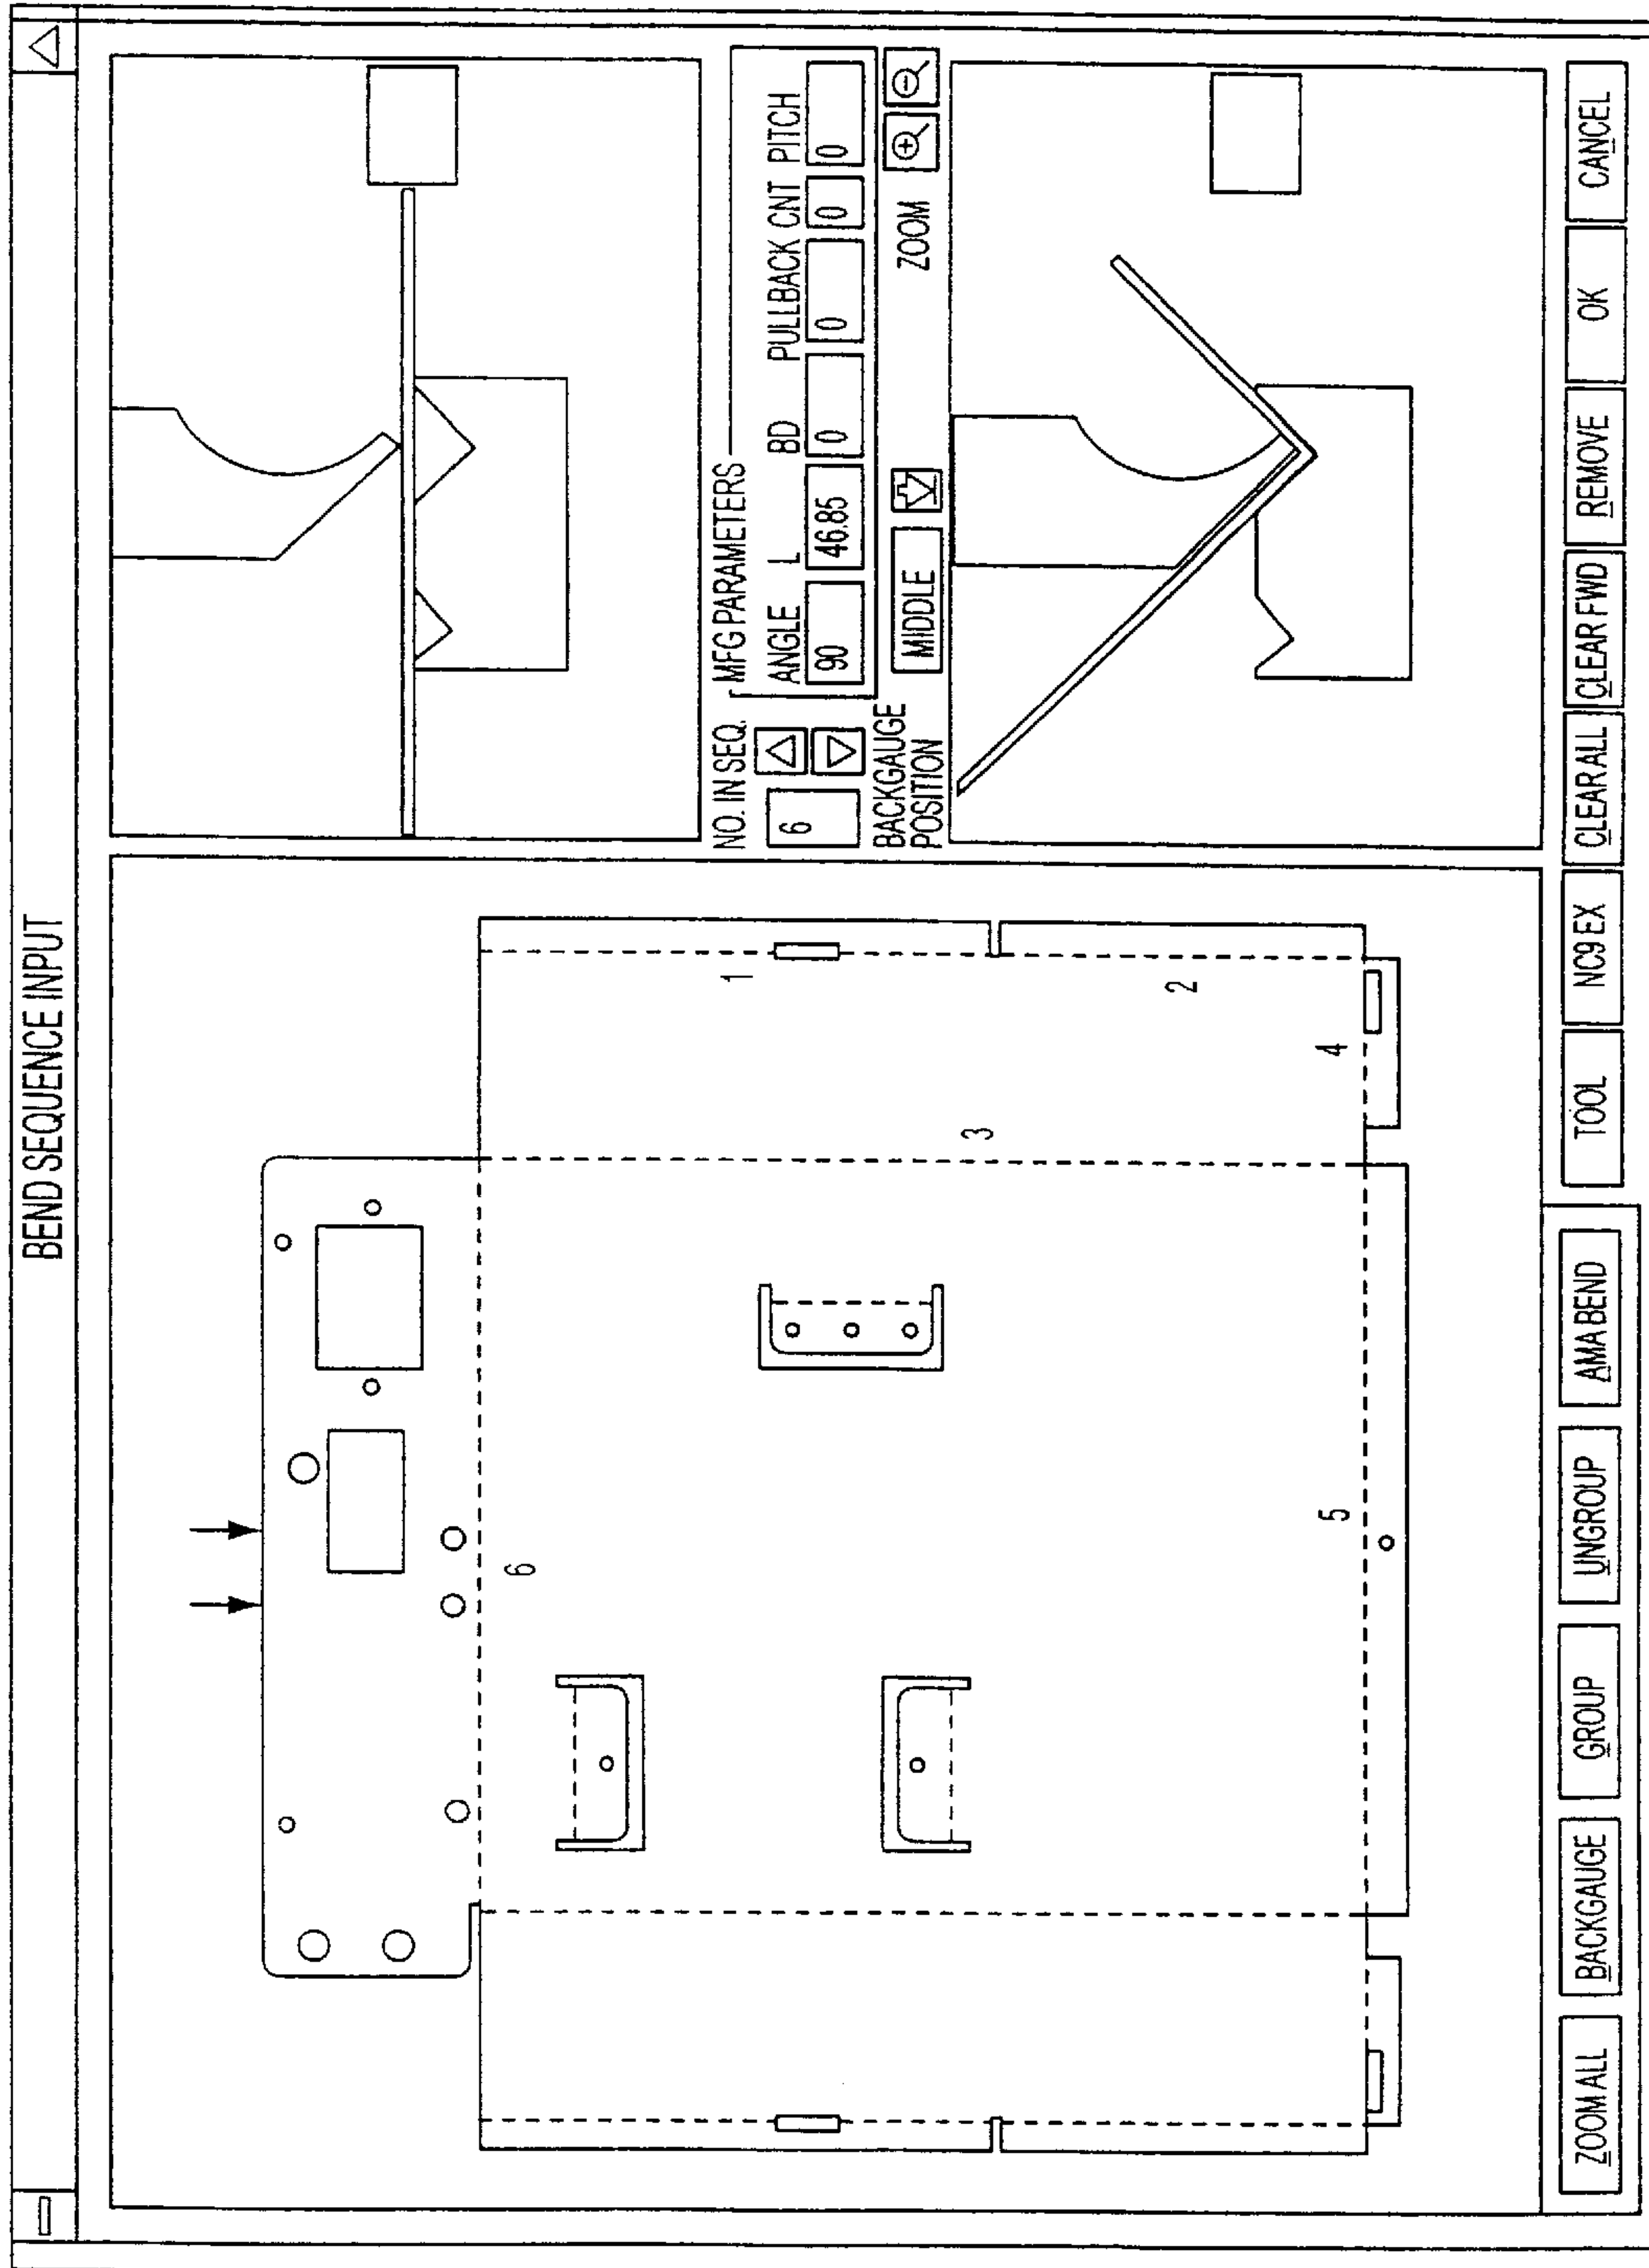 BEND SEQUENCE INPUT
1
2
3
4
5
6
NO. IN SEQ.
6
MFG PARAMETERS
ANGLE L BD PULLBACK CNT PITCH
90 46.85 0 0 0 0
BACKGAUGE
POSITION
MIDDLE
ZOOM
ZOOM ALL BACKGAUGE GROUP UNGROUP AMA BEND TOOL NC9 EX CLEAR ALL CLEAR FWD REMOVE OK CANCEL